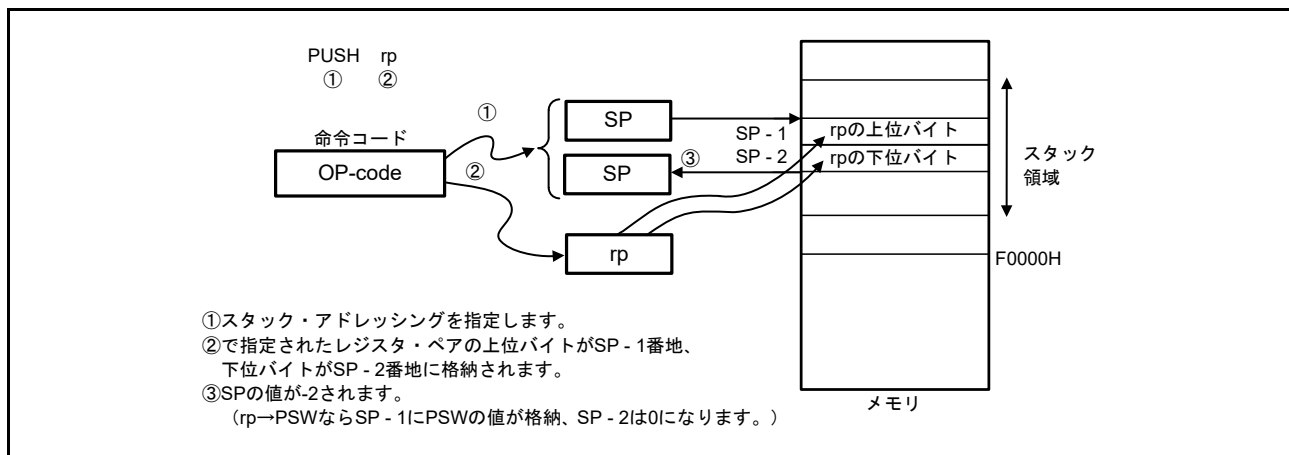 PUSH rp
① ②
命令コード
OP-code
①
②
SP
SP
③
rp
SP - 1
SP - 2
rpの上位バイト
rpの下位バイト
スタック
領域
F0000H
メモリ
①スタック・アドレッシングを指定します。
②で指定されたレジスタ・ペアの上位バイトがSP - 1番地、
下位バイトがSP - 2番地に格納されます。
③SPの値が-2されます。
（rp→PSWならSP - 1にPSWの値が格納、SP - 2は0になります。）